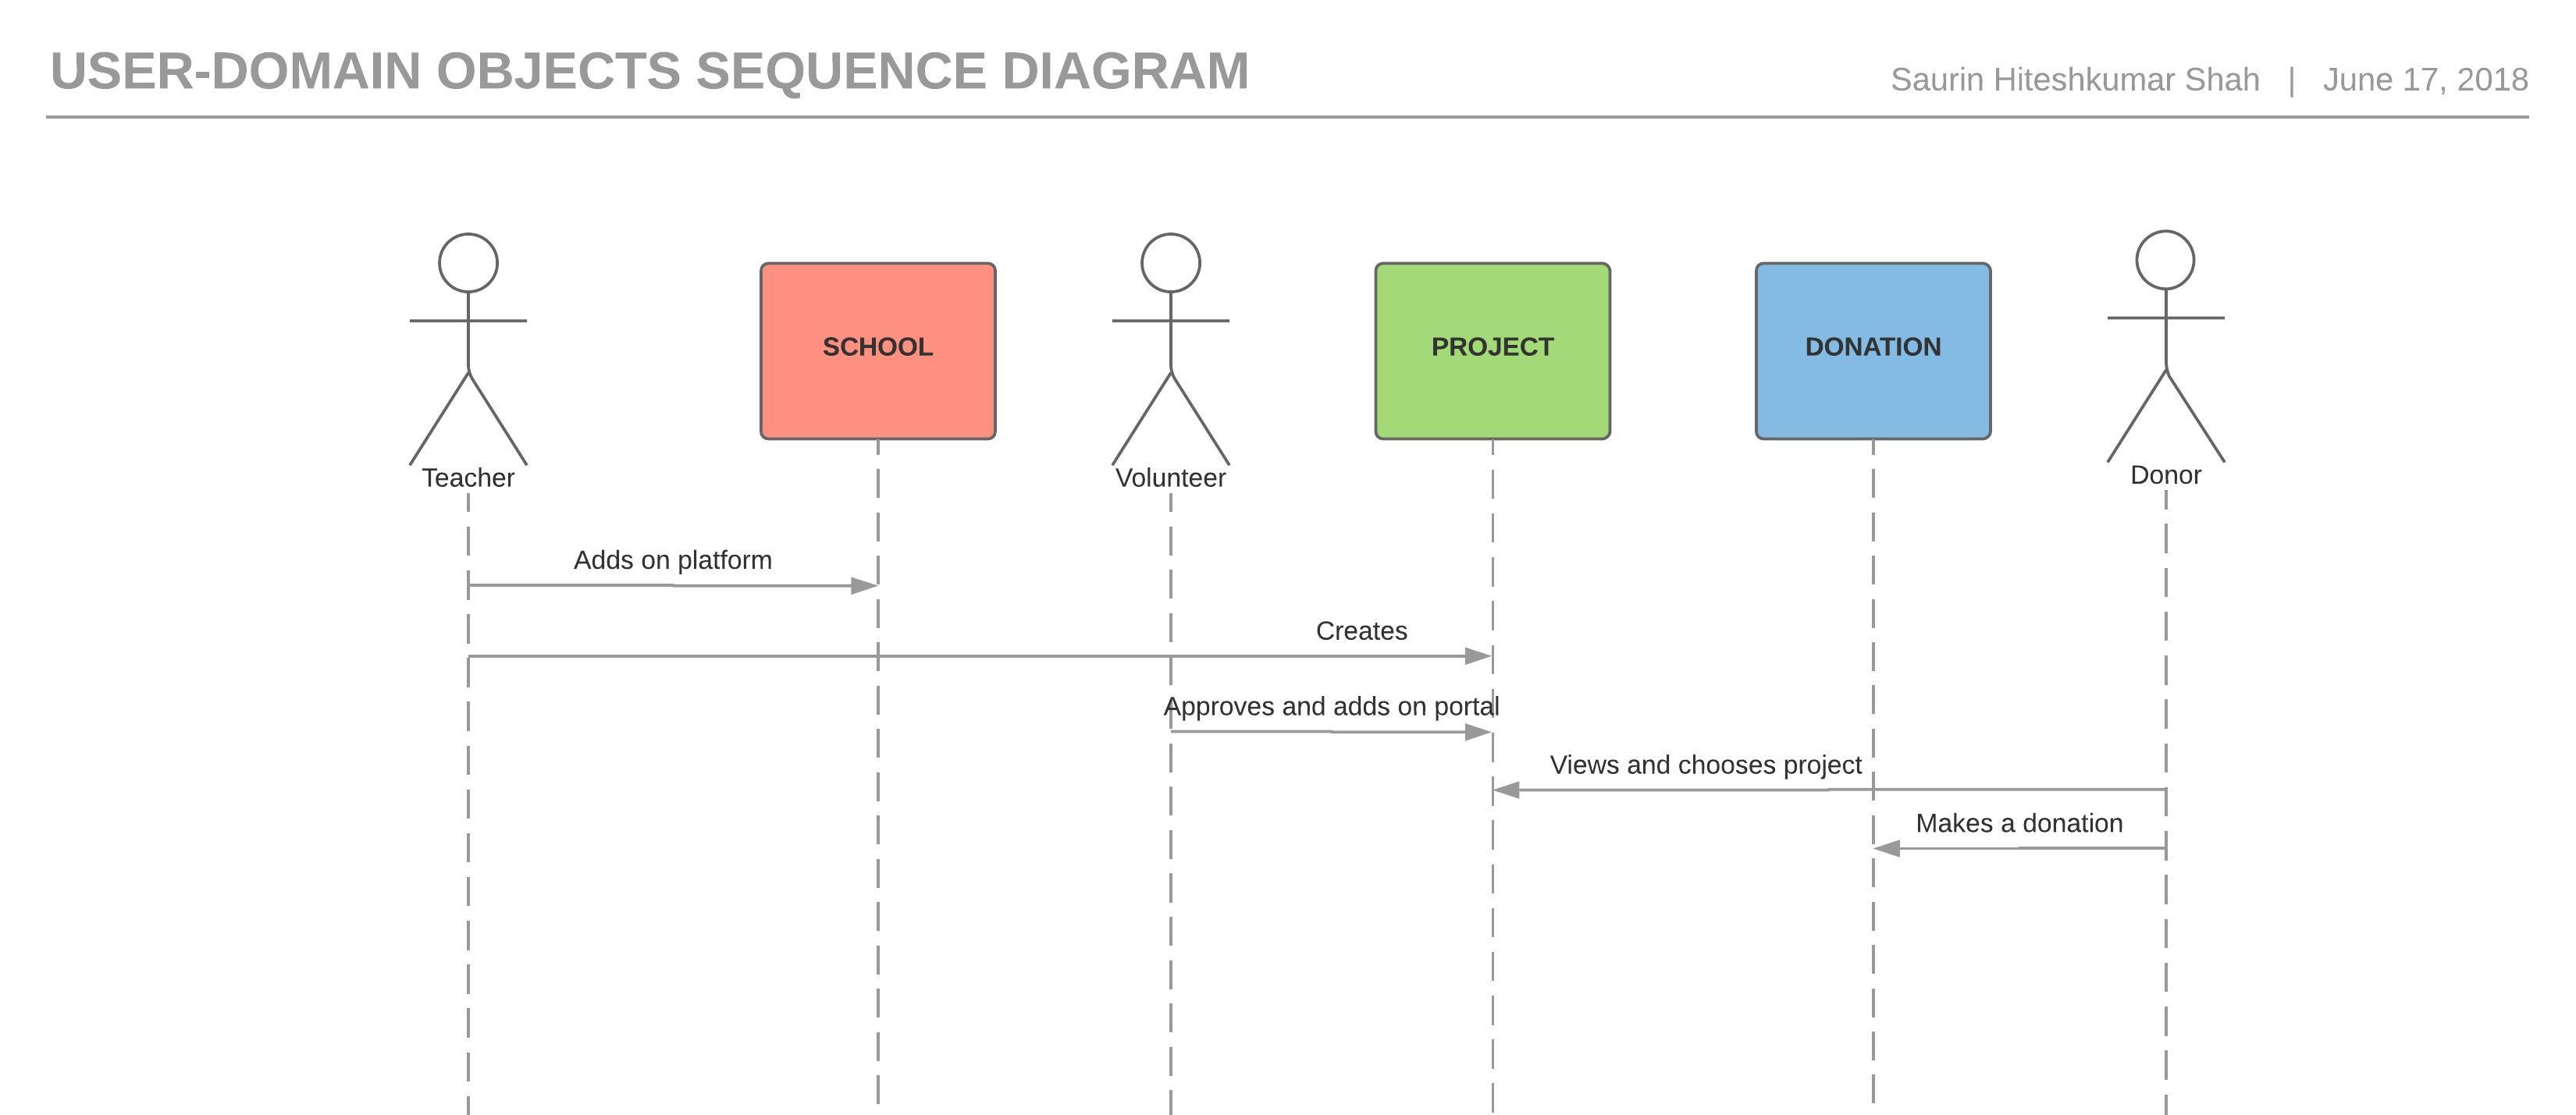 USER-DOMAIN OBJECTS SEQUENCE DIAGRAM
Saurin Hiteshkumar Shah | June 17, 2018
SCHOOL
PROJECT
DONATION
Teacher
Volunteer
Donor
Adds on platform
Creates
Approves and adds on portal
Views and chooses project
Makes a donation